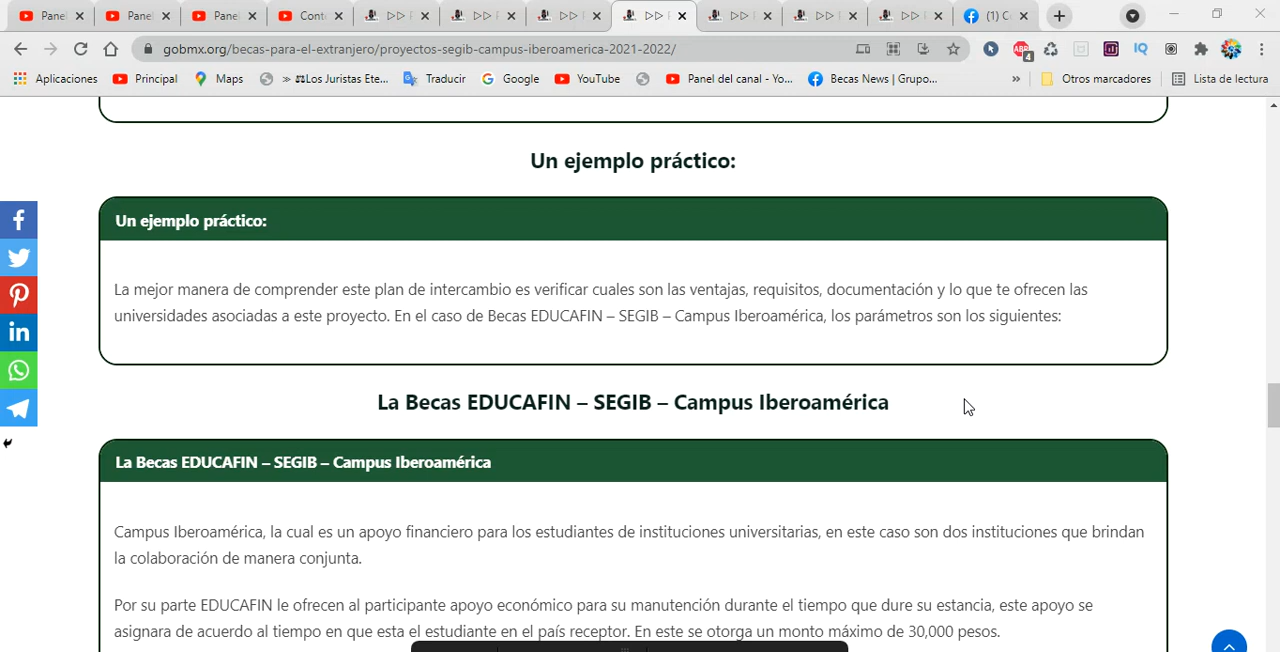 Panel
Panel
Panel
Conte
▷▷ F
▷▷ F
▷▷ F
▷▷ F
▷▷ F
▷▷ F
▷▷ F
(1) C
gobmx.org/becas-para-el-extranjero/proyectos-segib-campus-iberoamerica-2021-2022/
ABP
4
IQ
Aplicaciones
Principal
Maps
» ⚖Los Juristas Ete...
Traducir
Google
YouTube
Panel del canal - Yo...
Becas News | Grupo...
»
Otros marcadores
Lista de lectura
Un ejemplo práctico:
Un ejemplo práctico:
La mejor manera de comprender este plan de intercambio es verificar cuales son las ventajas, requisitos, documentación y lo que te ofrecen las
universidades asociadas a este proyecto. En el caso de Becas EDUCAFIN – SEGIB – Campus Iberoamérica, los parámetros son los siguientes:
La Becas EDUCAFIN – SEGIB – Campus Iberoamérica
La Becas EDUCAFIN – SEGIB – Campus Iberoamérica
Campus Iberoamérica, la cual es un apoyo financiero para los estudiantes de instituciones universitarias, en este caso son dos instituciones que brindan
la colaboración de manera conjunta.
Por su parte EDUCAFIN le ofrecen al participante apoyo económico para su manutención durante el tiempo que dure su estancia, este apoyo se
asignara de acuerdo al tiempo en que esta el estudiante en el país receptor. En este se otorga un monto máximo de 30,000 pesos.